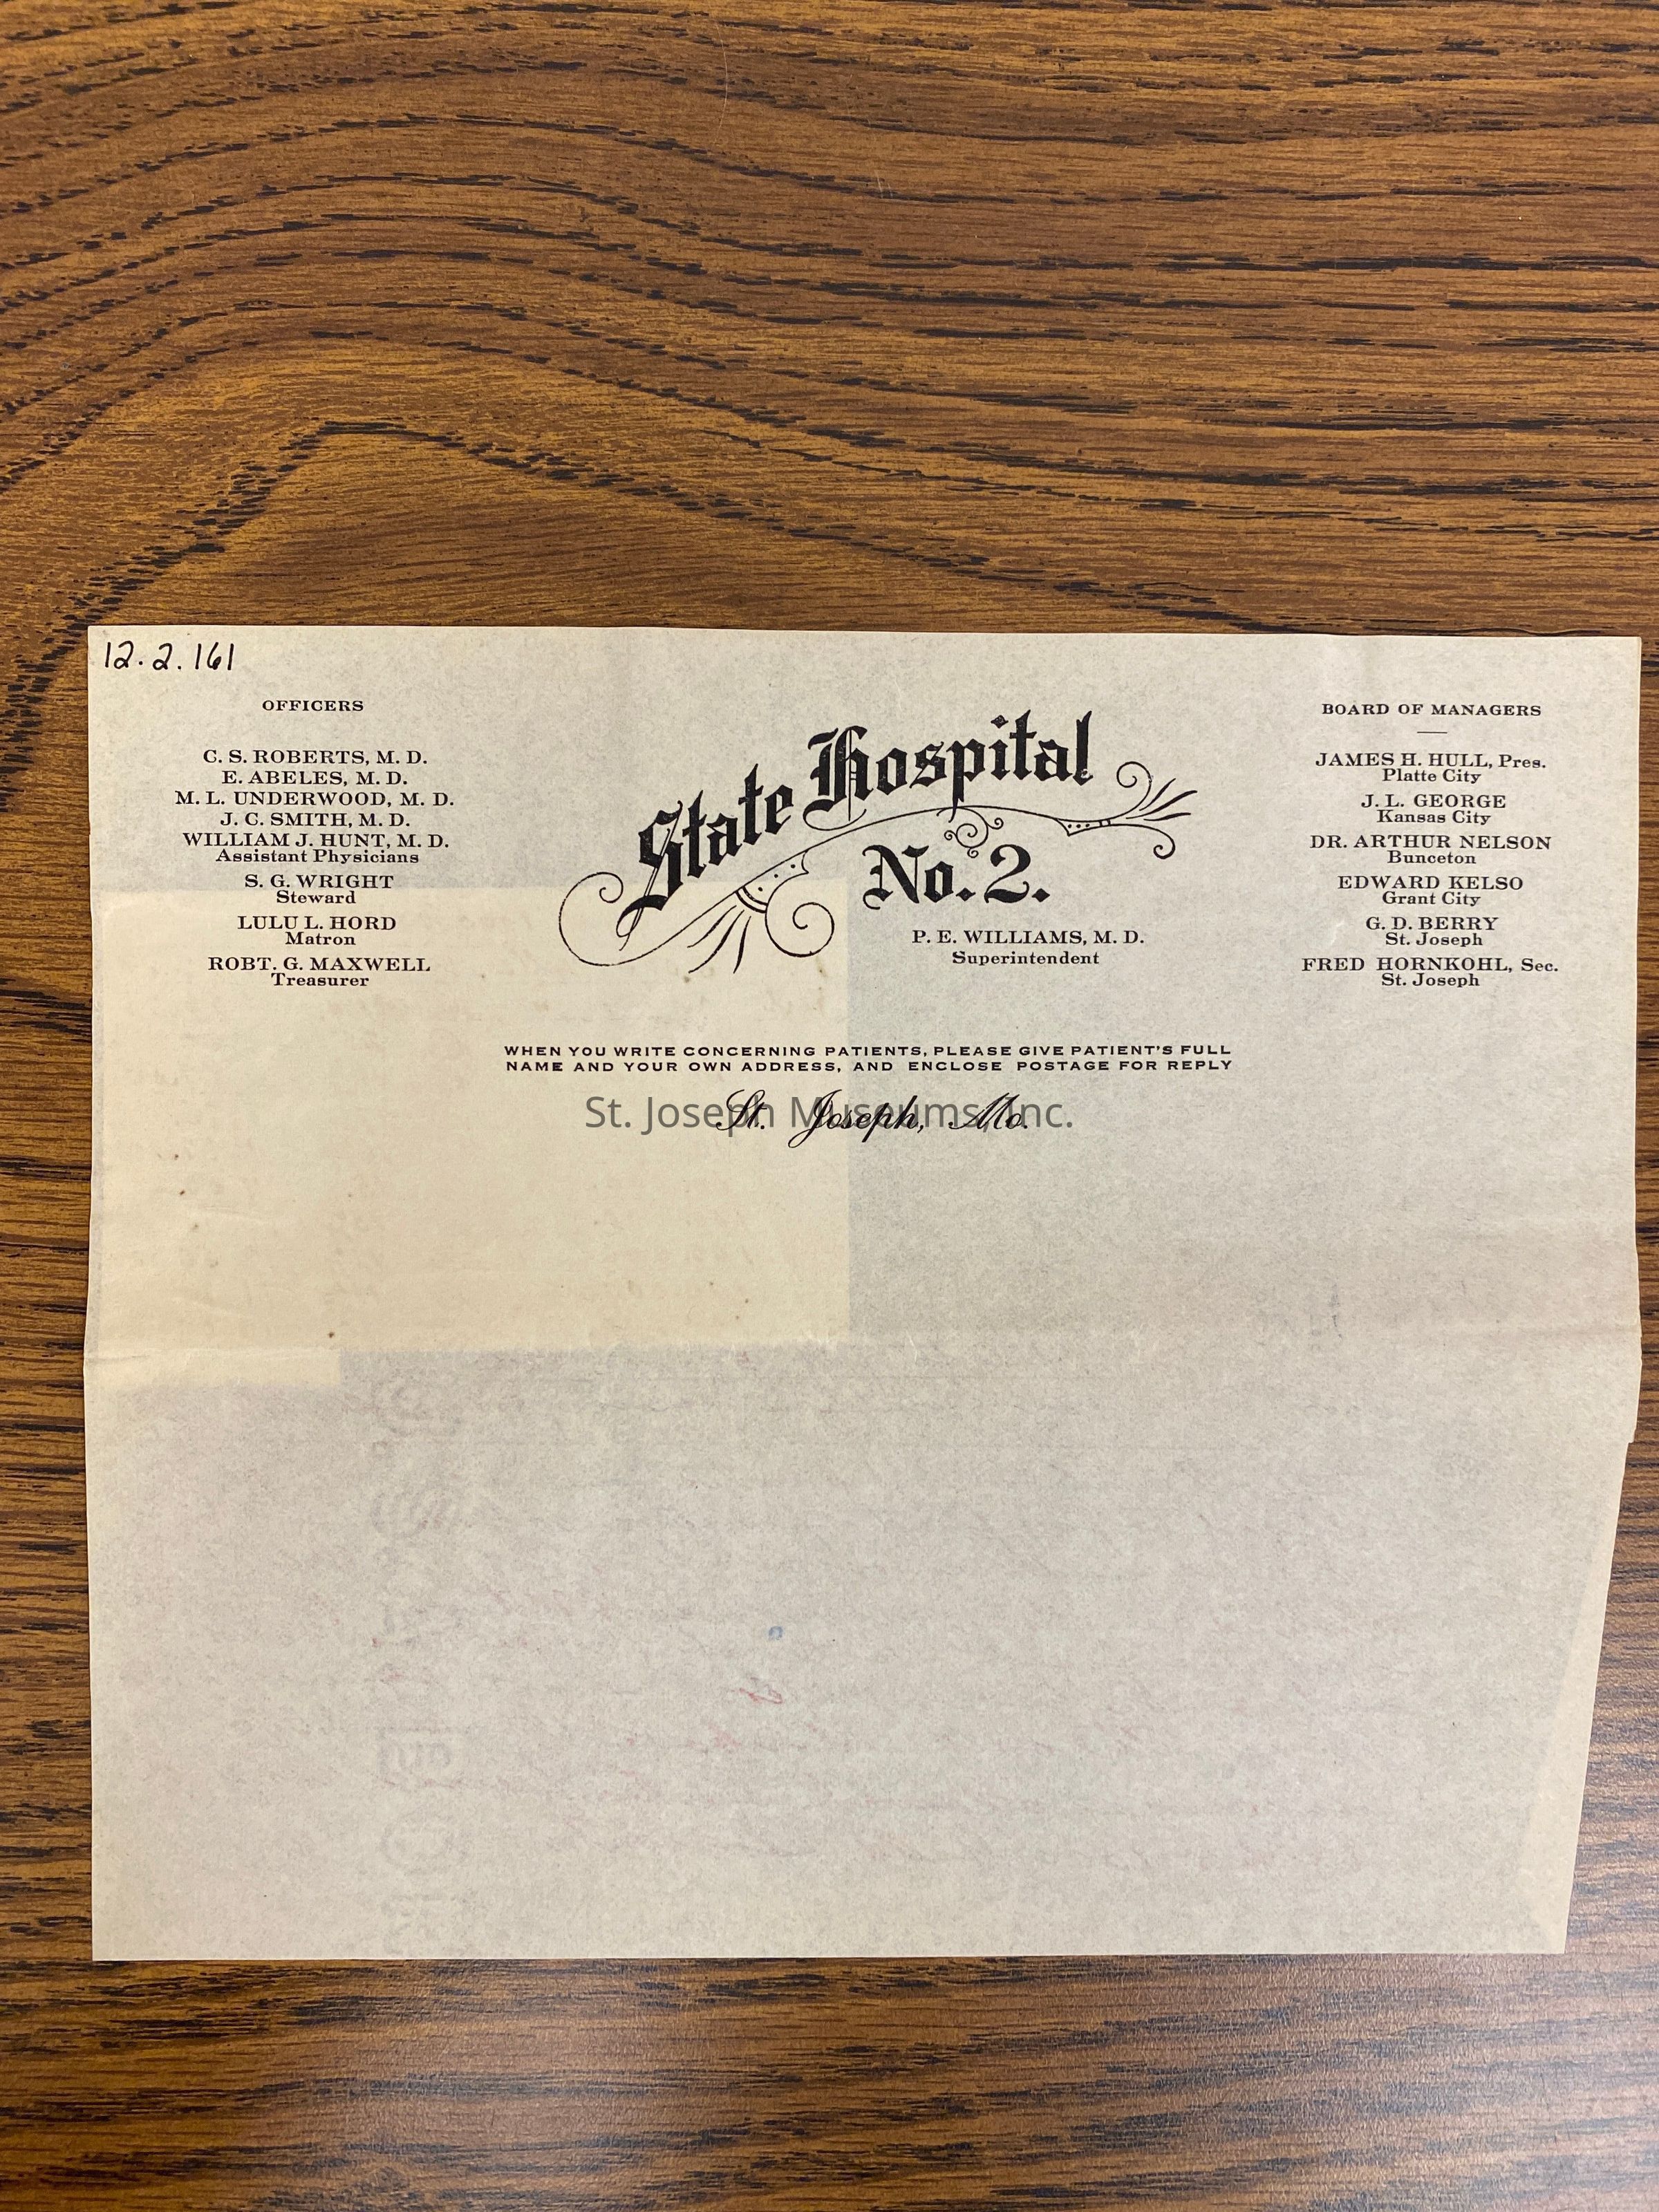 12.2.161
OFFICERS
C. S. ROBERTS, M. D.
E. ABELES, M. D.
M. L. UNDERWOOD, M. D.
J. C. SMITH, M. D.
WILLIAM J. HUNT, M. D.
Assistant Physicians
S. G. WRIGHT
Steward
LULU L. HORD
Matron
ROBT. G. MAXWELL
Treasurer
State Hospital
No. 2.
P. E. WILLIAMS, M. D.
Superintendent
BOARD OF MANAGERS
JAMES H. HULL, Pres.
Platte City
J. L. GEORGE
Kansas City
DR. ARTHUR NELSON
Bunceton
EDWARD KELSO
Grant City
G. D. BERRY
St. Joseph
FRED HORNKOHL, Sec.
St. Joseph
WHEN YOU WRITE CONCERNING PATIENTS, PLEASE GIVE PATIENT'S FULL
NAME AND YOUR OWN ADDRESS, AND ENCLOSE POSTAGE FOR REPLY
St. Joseph, Mo.
St. Joseph Museums, Inc.